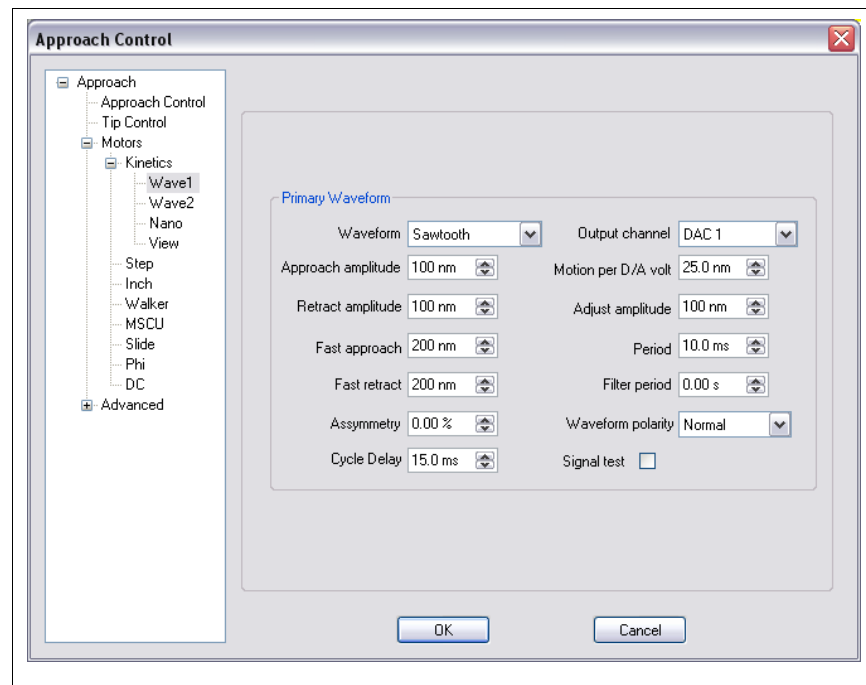 Approach Control
Approach
Approach Control
Tip Control
Motors
Kinetics
Wave1
Wave2
Nano
View
Step
Inch
Walker
MSCU
Slide
Phi
DC
Advanced
Primary Waveform
Waveform Sawtooth Output channel DAC 1
Approach amplitude 100 nm Motion per D/A volt 25.0 nm
Retract amplitude 100 nm Adjust amplitude 100 nm
Fast approach 200 nm Period 10.0 ms
Fast retract 200 nm Filter period 0.00 s
Assymetry 0.00 % Waveform polarity Normal
Cycle Delay 15.0 ms Signal test
OK Cancel